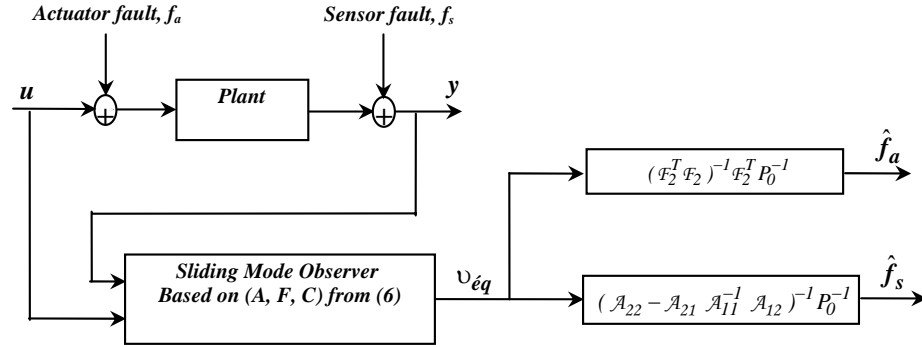 Actuator fault, fₐ
Sensor fault, fₛ
u
+
Plant
+
y
(ℱ₂ᵀ ℱ₂)⁻¹ ℱ₂ᵀ P₀⁻¹
f̂ₐ
Sliding Mode Observer
Based on (A, F, C) from (6)
υéq
(𝒜₂₂ − 𝒜₂₁ 𝒜₁₁⁻¹ 𝒜₁₂)⁻¹ P₀⁻¹
f̂ₛ